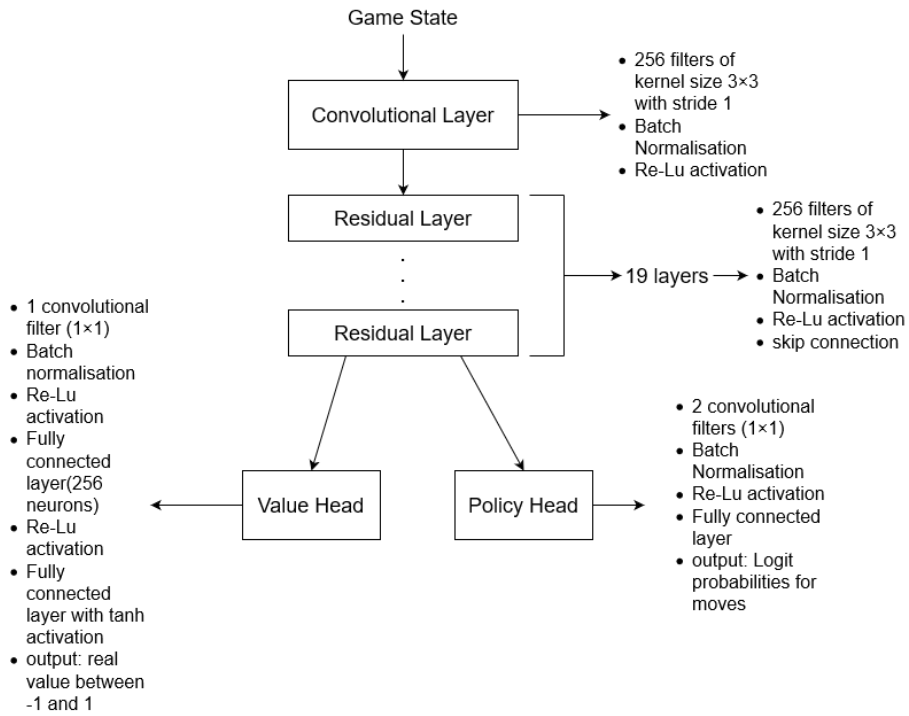 Game State
Convolutional Layer
• 256 filters of
kernel size 3×3
with stride 1
• Batch
Normalisation
• Re-Lu activation
Residual Layer
.
.
.
Residual Layer
19 layers
• 256 filters of
kernel size 3×3
with stride 1
• Batch
Normalisation
• Re-Lu activation
• skip connection
Value Head
• 1 convolutional
filter (1×1)
• Batch
normalisation
• Re-Lu
activation
• Fully
connected
layer(256
neurons)
• Re-Lu
activation
• Fully
connected
layer with tanh
activation
• output: real
value between
-1 and 1
Policy Head
• 2 convolutional
filters (1×1)
• Batch
Normalisation
• Re-Lu activation
• Fully connected
layer
• output: Logit
probabilities for
moves